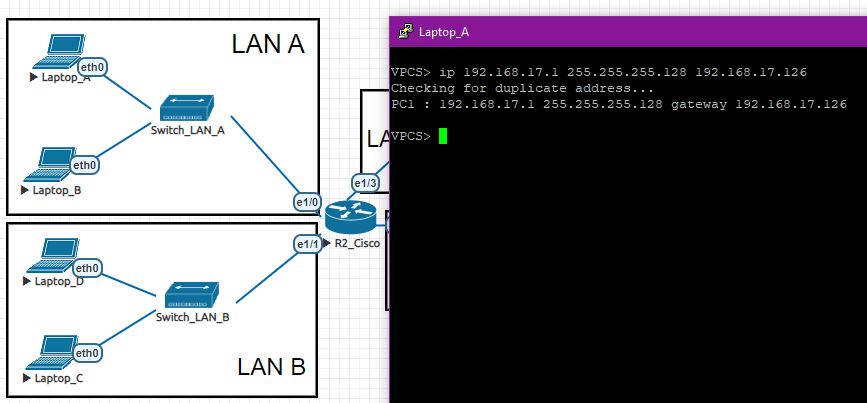 LAN A
eth0
Laptop_A
Switch_LAN_A
eth0
Laptop_B
e1/0
e1/3
R2_Cisco
e1/1
eth0
Laptop_D
Switch_LAN_B
eth0
Laptop_C
LAN B
LA
Laptop_A
VPCS> ip 192.168.17.1 255.255.255.128 192.168.17.126
Checking for duplicate address...
PC1 : 192.168.17.1 255.255.255.128 gateway 192.168.17.126
VPCS>